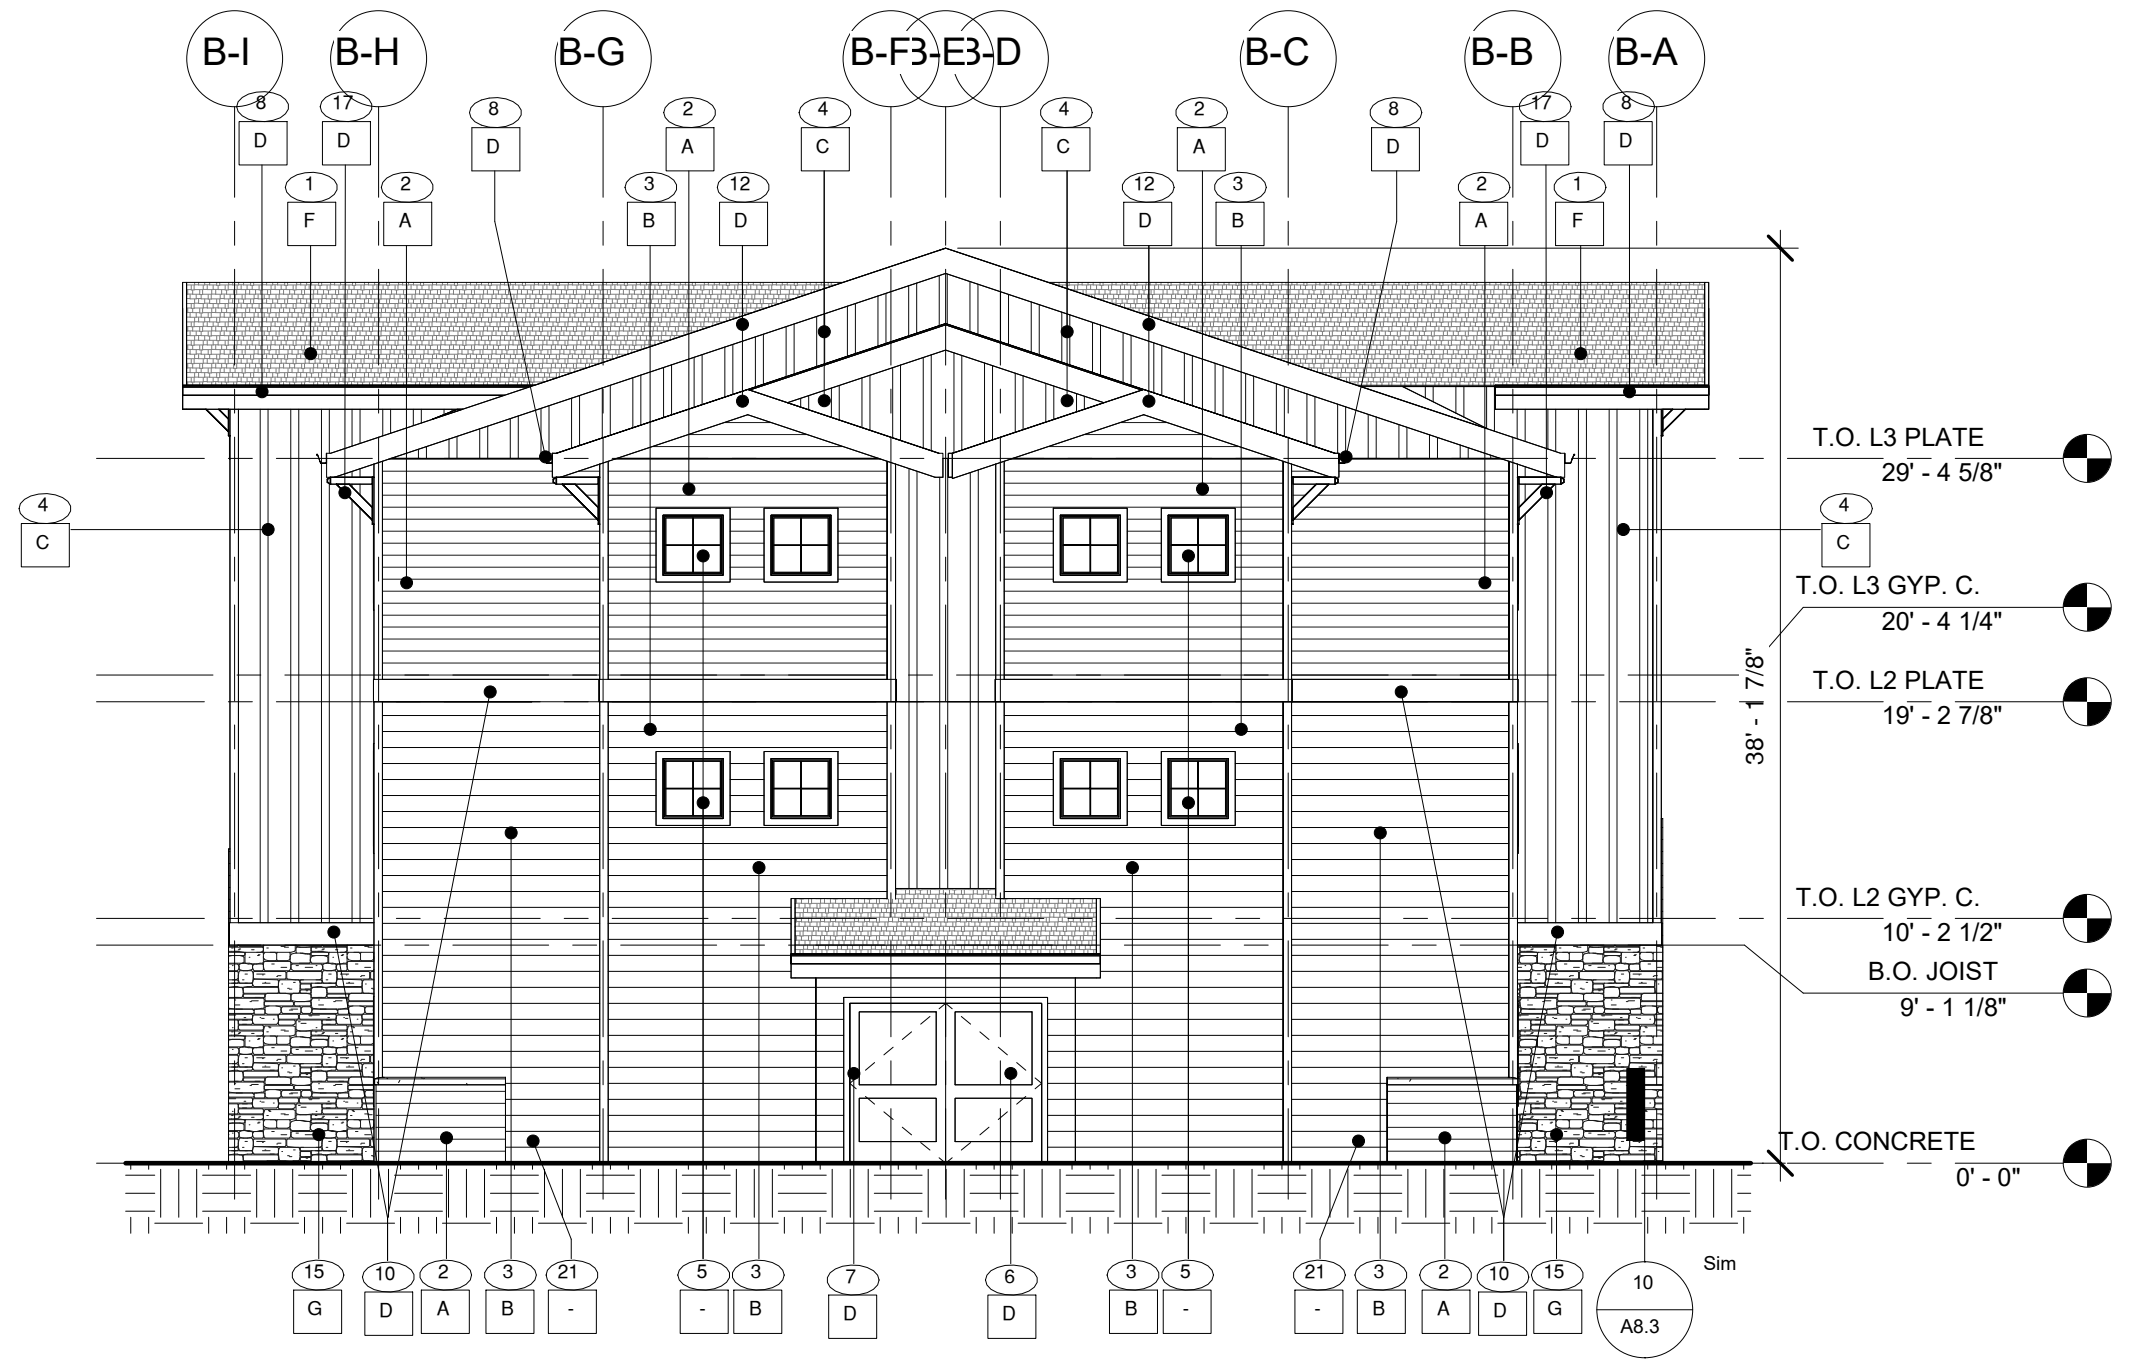 B-I
B-H
B-G
B-F
B-E
B-D
B-C
B-B
B-A
8
D
17
D
8
D
2
A
4
C
4
C
2
A
8
D
17
D
8
D
1
F
2
A
3
B
12
D
12
D
3
B
2
A
1
F
T.O. L3 PLATE
29' - 4 5/8"
4
C
4
C
T.O. L3 GYP. C.
20' - 4 1/4"
38' - 1 7/8"
T.O. L2 PLATE
19' - 2 7/8"
T.O. L2 GYP. C.
10' - 2 1/2"
B.O. JOIST
9' - 1 1/8"
T.O. CONCRETE
0' - 0"
15
G
10
D
2
A
3
B
21
-
5
-
3
B
7
D
6
D
3
B
5
-
21
-
3
B
2
A
10
D
15
G
10
A8.3
Sim